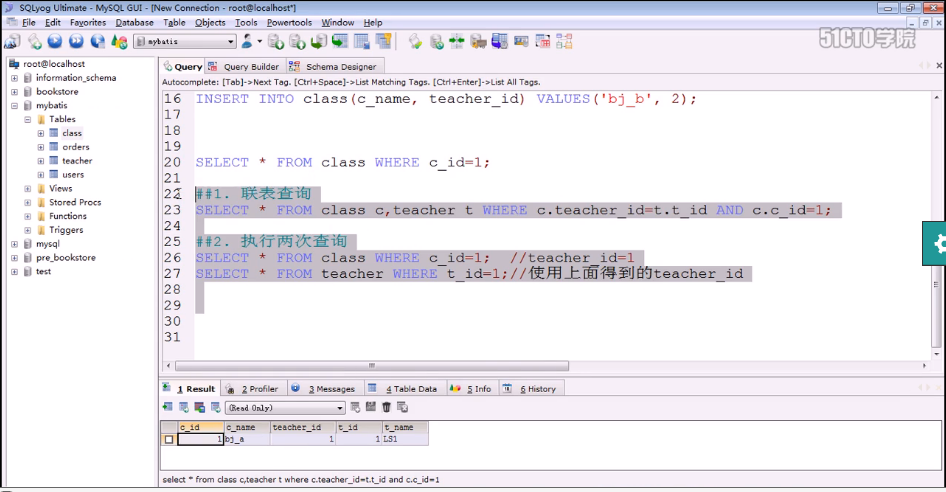 SQLyog Ultimate - MySQL GUI - [New Connection - root@localhost*]
File Edit Favorites Database Table Objects Tools Powertools Window Help
mybatis
51CTO学院
root@localhost
information_schema
bookstore
mybatis
Tables
class
orders
teacher
users
Views
Stored Procs
Functions
Triggers
mysql
pre_bookstore
test
Query Query Builder Schema Designer
Autocomplete: [Tab]->Next Tag. [Ctrl+Space]->List Matching Tags. [Ctrl+Enter]->List All Tags.
16 INSERT INTO class(c_name, teacher_id) VALUES('bj_b', 2);
17
18
19
20 SELECT * FROM class WHERE c_id=1;
21
22 ##1. 联表查询
23 SELECT * FROM class c,teacher t WHERE c.teacher_id=t.t_id AND c.c_id=1;
24
25 ##2. 执行两次查询
26 SELECT * FROM class WHERE c_id=1; //teacher_id=1
27 SELECT * FROM teacher WHERE t_id=1;//使用上面得到的teacher_id
28
29
30
31
1 Result 2 Profiler 3 Messages 4 Table Data 5 Info 6 History
(Read Only)
c_id c_name teacher_id t_id t_name
1 bj_a 1 1 LS1
select * from class c,teacher t where c.teacher_id=t.t_id and c.c_id=1